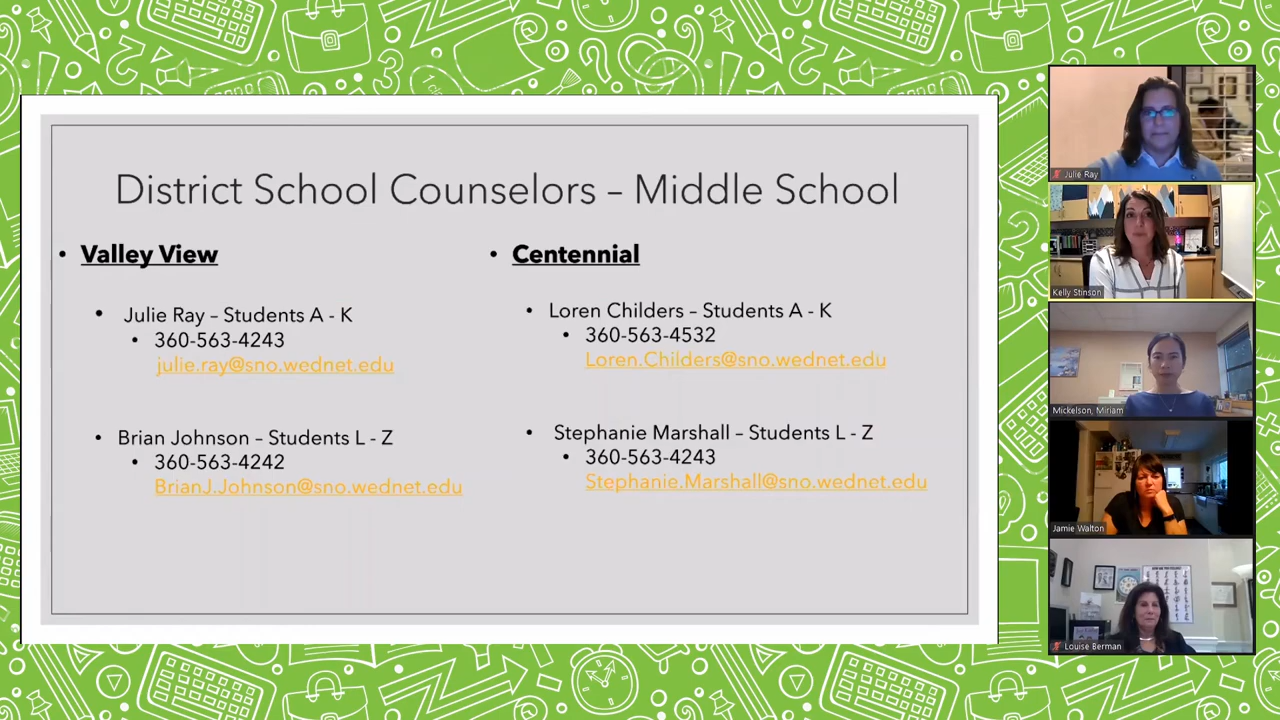 District School Counselors – Middle School
• Valley View
• Julie Ray – Students A - K
• 360-563-4243
julie.ray@sno.wednet.edu
• Brian Johnson – Students L - Z
• 360-563-4242
BrianJ.Johnson@sno.wednet.edu
• Centennial
• Loren Childers – Students A - K
• 360-563-4532
Loren.Childers@sno.wednet.edu
• Stephanie Marshall – Students L - Z
• 360-563-4243
Stephanie.Marshall@sno.wednet.edu
Julie Ray
Kelly Stinson
Mickelson, Miriam
Jamie Walton
Louise Berman